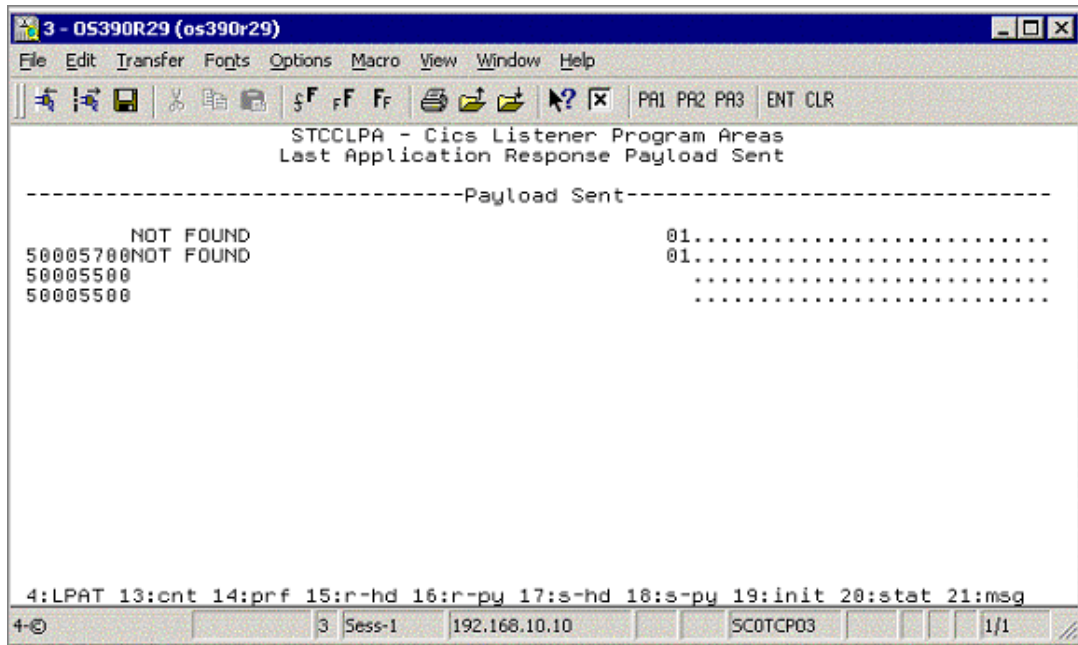 3 - OS390R29 (os390r29)
File Edit Transfer Fonts Options Macro View Window Help
PA1 PA2 PA3 ENT CLR
STCCLPA - Cics Listener Program Areas
Last Application Response Payload Sent
---------------------------------Payload Sent--------------------------------
NOT FOUND 01...........................
50005700NOT FOUND 01...........................
50005500 ...........................
50005500 ...........................
4:LPAT 13:cnt 14:prf 15:r-hd 16:r-py 17:s-hd 18:s-py 19:init 20:stat 21:msg
4-© 3 Sess-1 192.168.10.10 SCOTCP03 1/1